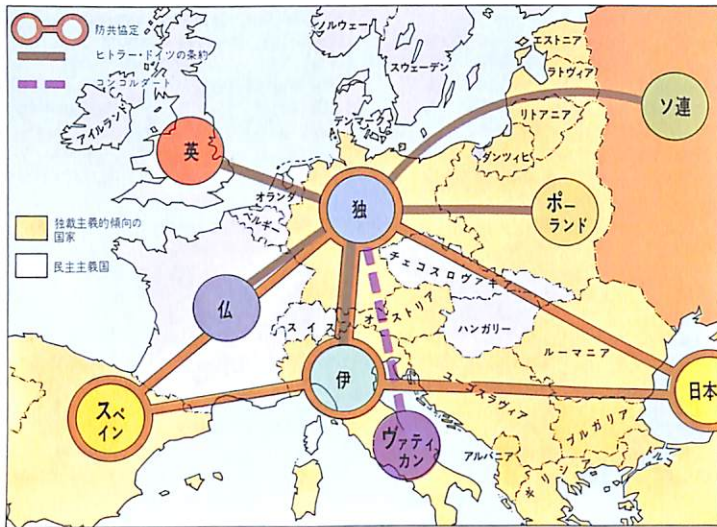 防共協定
ヒトラー・ドイツの条約
コンコルダート
ノルウェー
スウェーデン
エストニア
ラトヴィア
リトアニア
ダンツィヒ
デンマーク
アイルランド
英
ソ連
オランダ
ベルギー
独
ポーランド
独裁主義的傾向の
国家
民主主義国
チェコスロヴァキア
仏
スイス
オーストリア
ハンガリー
ルーマニア
伊
ユーゴスラヴィア
日本
スペイン
ヴァティカン
アルバニア
ブルガリア
ギリシア
トルコ